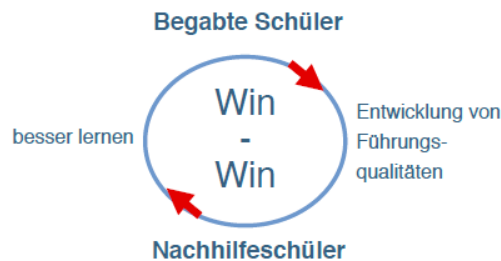 Begabte Schüler
Win
-
Win
besser lernen
Entwicklung von
Führungs-
qualitäten
Nachhilfeschüler